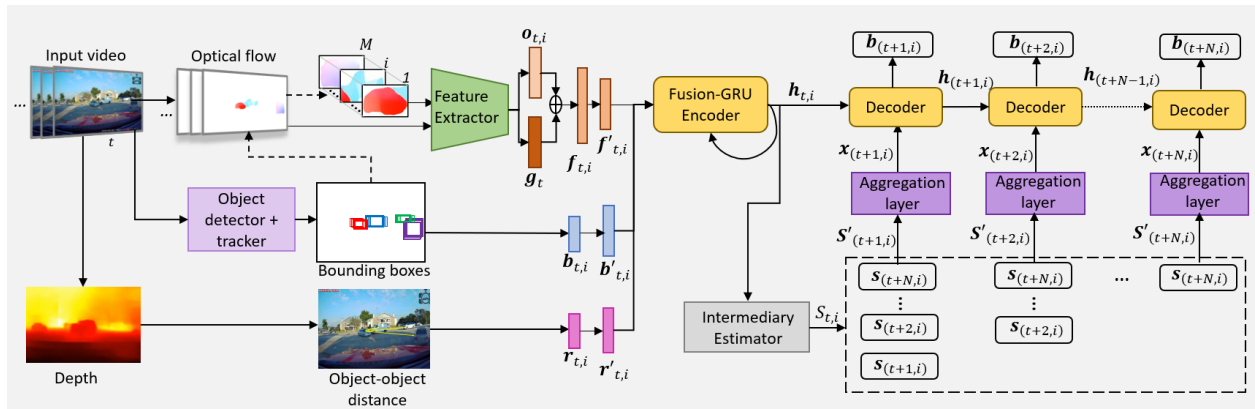 Input video
...
t
Optical flow
...
M
i
1
Feature
Extractor
o_{t,i}
g_t
f_{t,i}
f'_{t,i}
Fusion-GRU
Encoder
h_{t,i}
b_{(t+1,i)}
b_{(t+2,i)}
b_{(t+N,i)}
h_{(t+1,i)}
h_{(t+N−1,i)}
Decoder
Decoder
Decoder
x_{(t+1,i)}
x_{(t+2,i)}
x_{(t+N,i)}
Aggregation
layer
Aggregation
layer
Aggregation
layer
S'_{(t+1,i)}
S'_{(t+2,i)}
S'_{(t+N,i)}
Object
detector +
tracker
Bounding boxes
b_{t,i}
b'_{t,i}
Depth
Object-object
distance
r_{t,i}
r'_{t,i}
Intermediary
Estimator
S_{t,i}
s_{(t+N,i)}
⋮
s_{(t+2,i)}
s_{(t+1,i)}
s_{(t+N,i)}
⋮
s_{(t+2,i)}
...
s_{(t+N,i)}